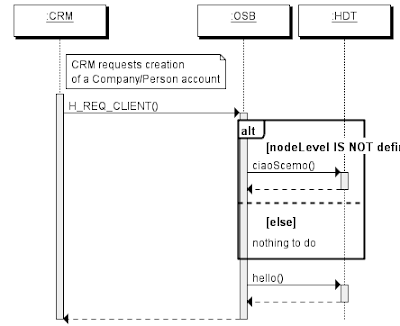 :CRM
:OSB
:HDT
CRM requests creation
of a Company/Person account
H_REQ_CLIENT()
alt
[nodeLevel IS NOT defi
ciaoScemo()
[else]
nothing to do
hello()